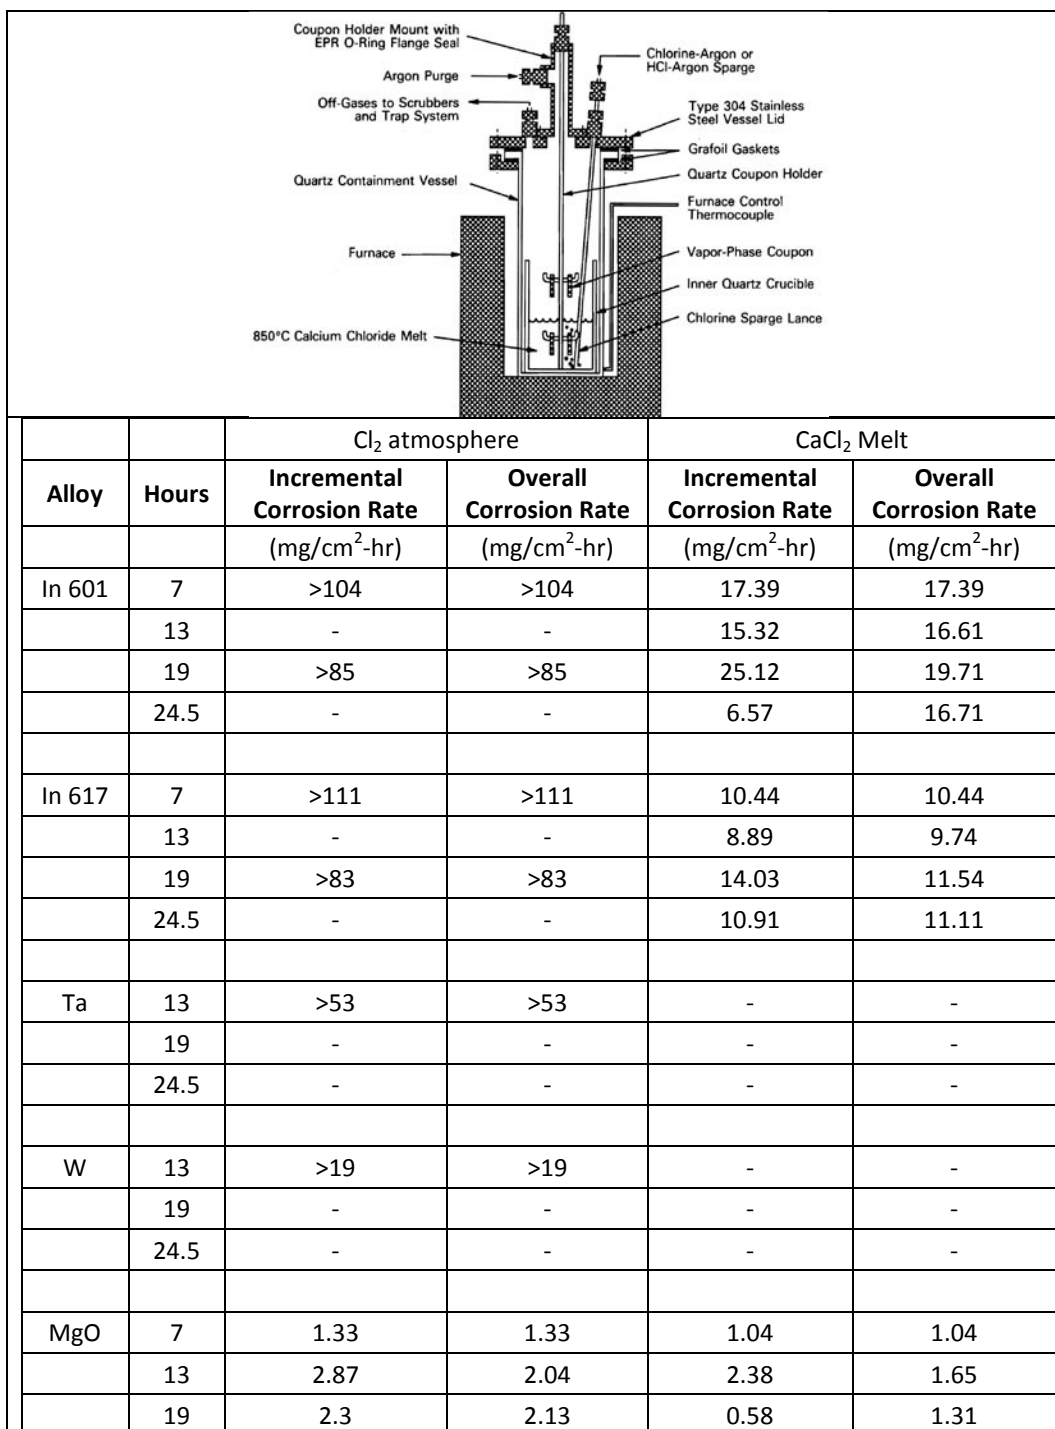 Coupon Holder Mount with
EPR O-Ring Flange Seal
Argon Purge
Off-Gases to Scrubbers
and Trap System
Quartz Containment Vessel
Furnace
850°C Calcium Chloride Melt
Chlorine-Argon or
HCl-Argon Sparge
Type 304 Stainless
Steel Vessel Lid
Grafoil Gaskets
Quartz Coupon Holder
Furnace Control
Thermocouple
Vapor-Phase Coupon
Inner Quartz Crucible
Chlorine Sparge Lance
Cl₂ atmosphere CaCl₂ Melt
Alloy Hours Incremental Corrosion Rate Overall Corrosion Rate Incremental Corrosion Rate Overall Corrosion Rate
(mg/cm²-hr) (mg/cm²-hr) (mg/cm²-hr) (mg/cm²-hr)
In 601 7 >104 >104 17.39 17.39
13 - - 15.32 16.61
19 >85 >85 25.12 19.71
24.5 - - 6.57 16.71
In 617 7 >111 >111 10.44 10.44
13 - - 8.89 9.74
19 >83 >83 14.03 11.54
24.5 - - 10.91 11.11
Ta 13 >53 >53 - -
19 - - - -
24.5 - - - -
W 13 >19 >19 - -
19 - - - -
24.5 - - - -
MgO 7 1.33 1.33 1.04 1.04
13 2.87 2.04 2.38 1.65
19 2.3 2.13 0.58 1.31